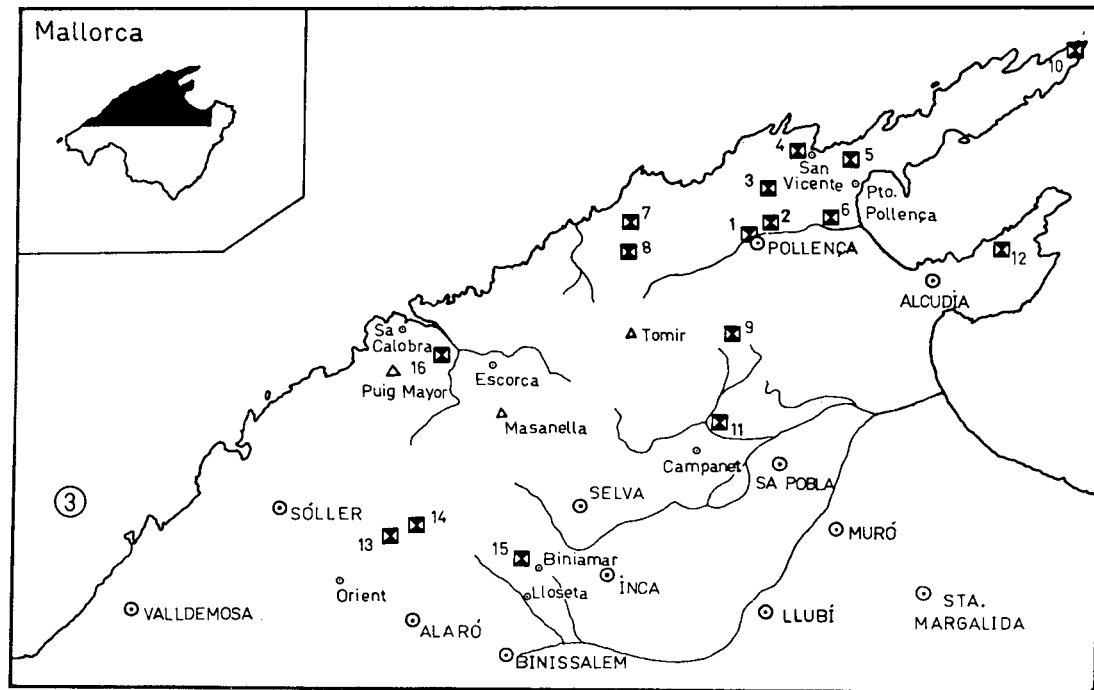 Mallorca
10
4
5
San
Vicente
3
Pto.
Pollença
7
1
2
6
8
POLLENÇA
12
ALCUDIA
Sa
Calobra
Tomir
9
16
Puig Mayor
Escorca
Masanella
11
Campanet
SA POBLA
3
SÓLLER
SELVA
14
13
MURÓ
15
Biniamar
Orient
Lloseta
İNCA
VALLDEMOSA
ALARÓ
LLUBÍ
STA.
MARGALIDA
BINISSALEM